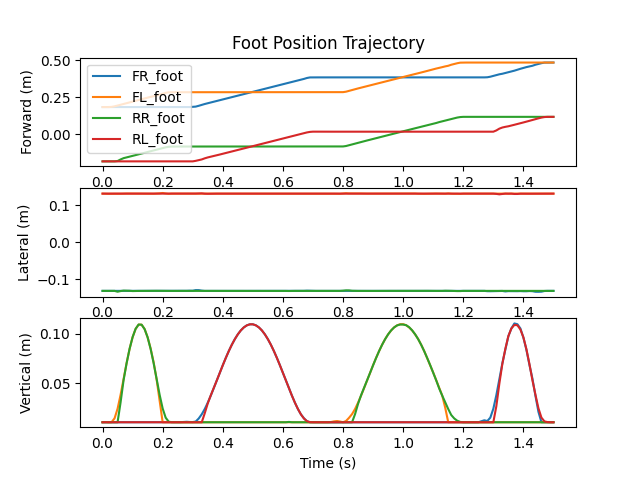 Foot Position Trajectory
Forward (m)
0.50
0.25
0.00
FR_foot
FL_foot
RR_foot
RL_foot
0.0 0.2 0.4 0.6 0.8 1.0 1.2 1.4
Lateral (m)
0.1
0.0
−0.1
0.0 0.2 0.4 0.6 0.8 1.0 1.2 1.4
Vertical (m)
0.10
0.05
0.0 0.2 0.4 0.6 0.8 1.0 1.2 1.4
Time (s)